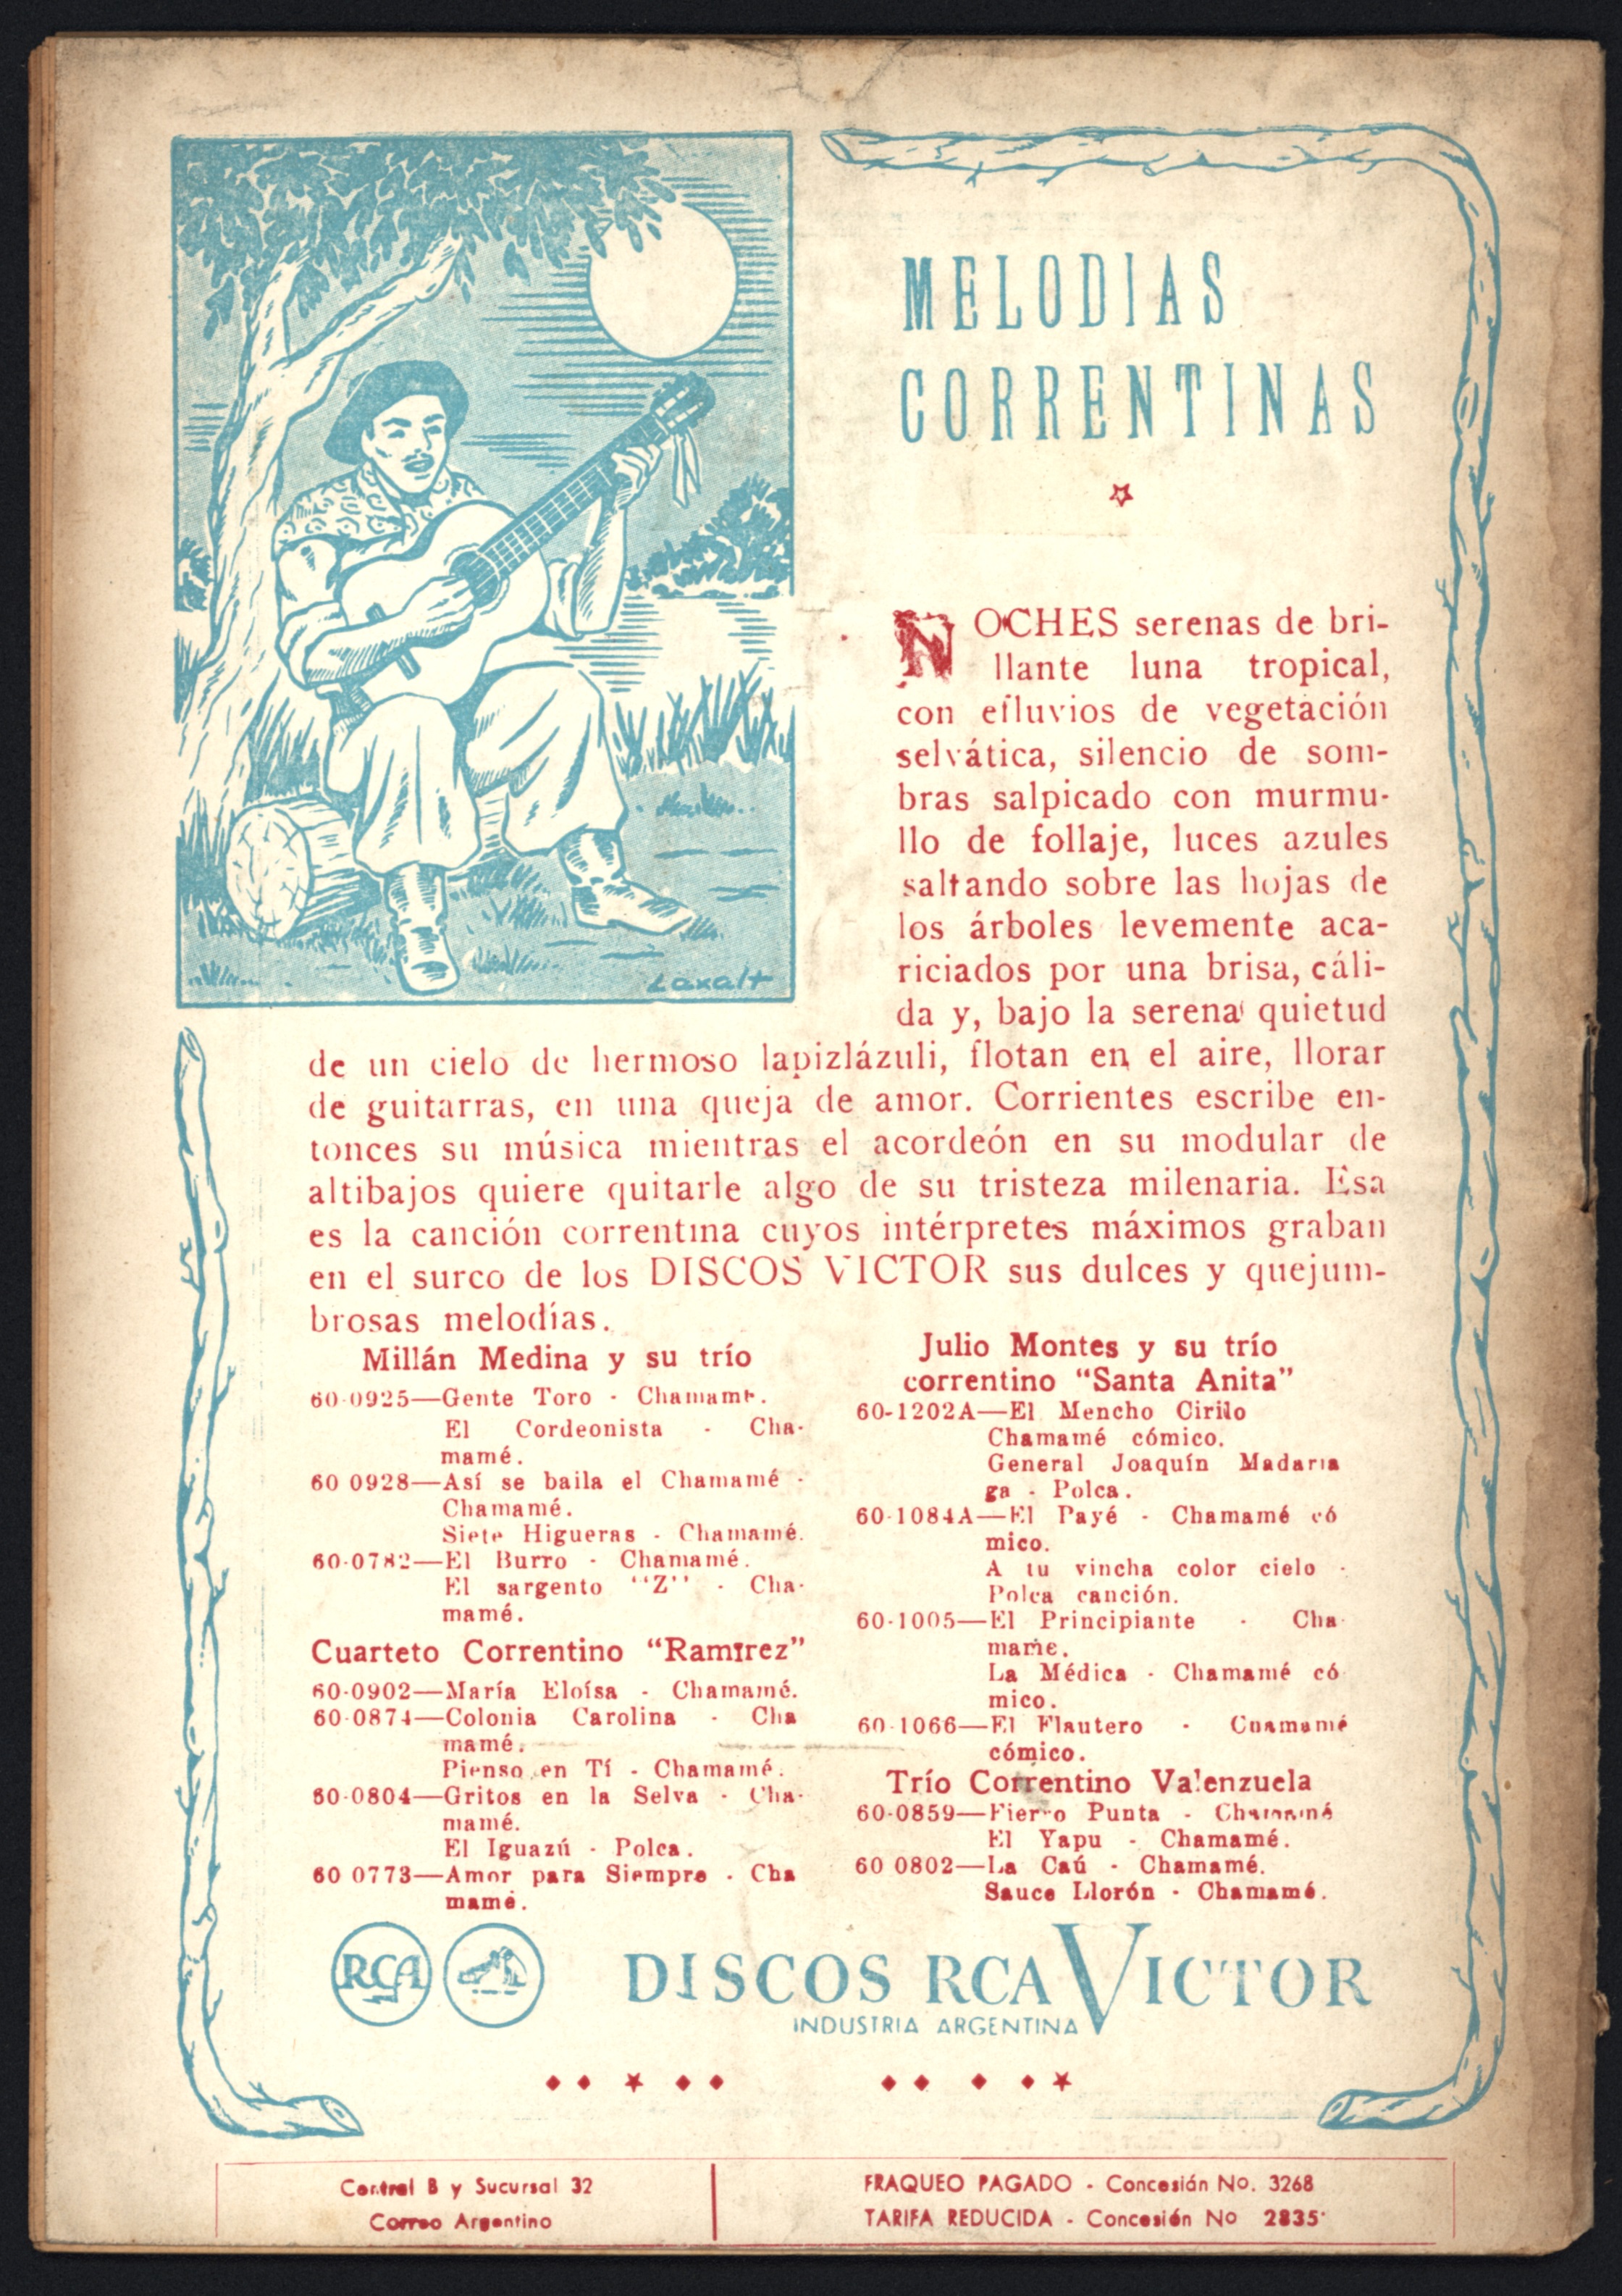 MELODIAS
CORRENTINAS
NOCHES serenas de bri-
llante luna tropical,
con efluvios de vegetación
selvática, silencio de som-
bras salpicado con murmu-
llo de follaje, luces azules
saltando sobre las hojas de
los árboles levemente aca-
riciados por una brisa, cáli-
da y, bajo la serena quietud
de un cielo de hermoso lapizlázuli, flotan en el aire, llorar
de guitarras, en una queja de amor. Corrientes escribe en-
tonces su música mientras el acordeón en su modular de
altibajos quiere quitarle algo de su tristeza milenaria. Esa
es la canción correntina cuyos intérpretes máximos graban
en el surco de los DISCOS VICTOR sus dulces y quejum-
brosas melodías.
Laxalt
Millán Medina y su trío
60-0925—Gente Toro - Chamamé.
El Cordeonista - Cha-
mamé.
60 0928—Así se baila el Chamamé -
Chamamé.
Siete Higueras - Chamamé.
60-0782—El Burro - Chamamé.
El sargento "Z" - Cha-
mamé.
Cuarteto Correntino "Ramírez"
60-0902—María Eloísa - Chamamé.
60-0874—Colonia Carolina - Cha
mamé.
Pienso en Tí - Chamamé.
60-0804—Gritos en la Selva - Cha-
mamé.
El Iguazú - Polca.
60 0773—Amor para Siempre - Cha
mamé.
Julio Montes y su trío
correntino "Santa Anita"
60-1202A—El Mencho Cirilo
Chamamé cómico.
General Joaquín Madaria
ga - Polca.
60-1084A—El Payé - Chamamé có
mico.
A tu vincha color cielo -
Polca canción.
60-1005—El Principiante - Cha-
mamé.
La Médica - Chamamé có-
mico.
60-1066—El Flautero - Chamamé
cómico.
Trío Correntino Valenzuela
60-0859—Fierro Punta - Chamamé
El Yapu - Chamamé.
60 0802—La Caú - Chamamé.
Sauce Llorón - Chamamé.
RCA
DISCOS RCA VICTOR
INDUSTRIA ARGENTINA
Central B y Sucursal 32
Correo Argentino
FRAQUEO PAGADO - Concesión No. 3268
TARIFA REDUCIDA - Concesión No 2835